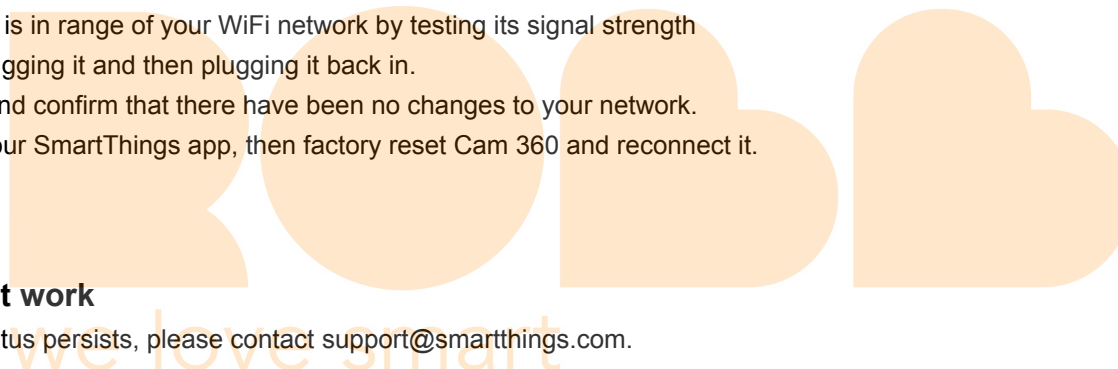 is in range of your WiFi network by testing its signal strength
gging it and then plugging it back in.
nd confirm that there have been no changes to your network.
ur SmartThings app, then factory reset Cam 360 and reconnect it.
ROBB
t work
tus persists, please contact support@smartthings.com.
we love smart